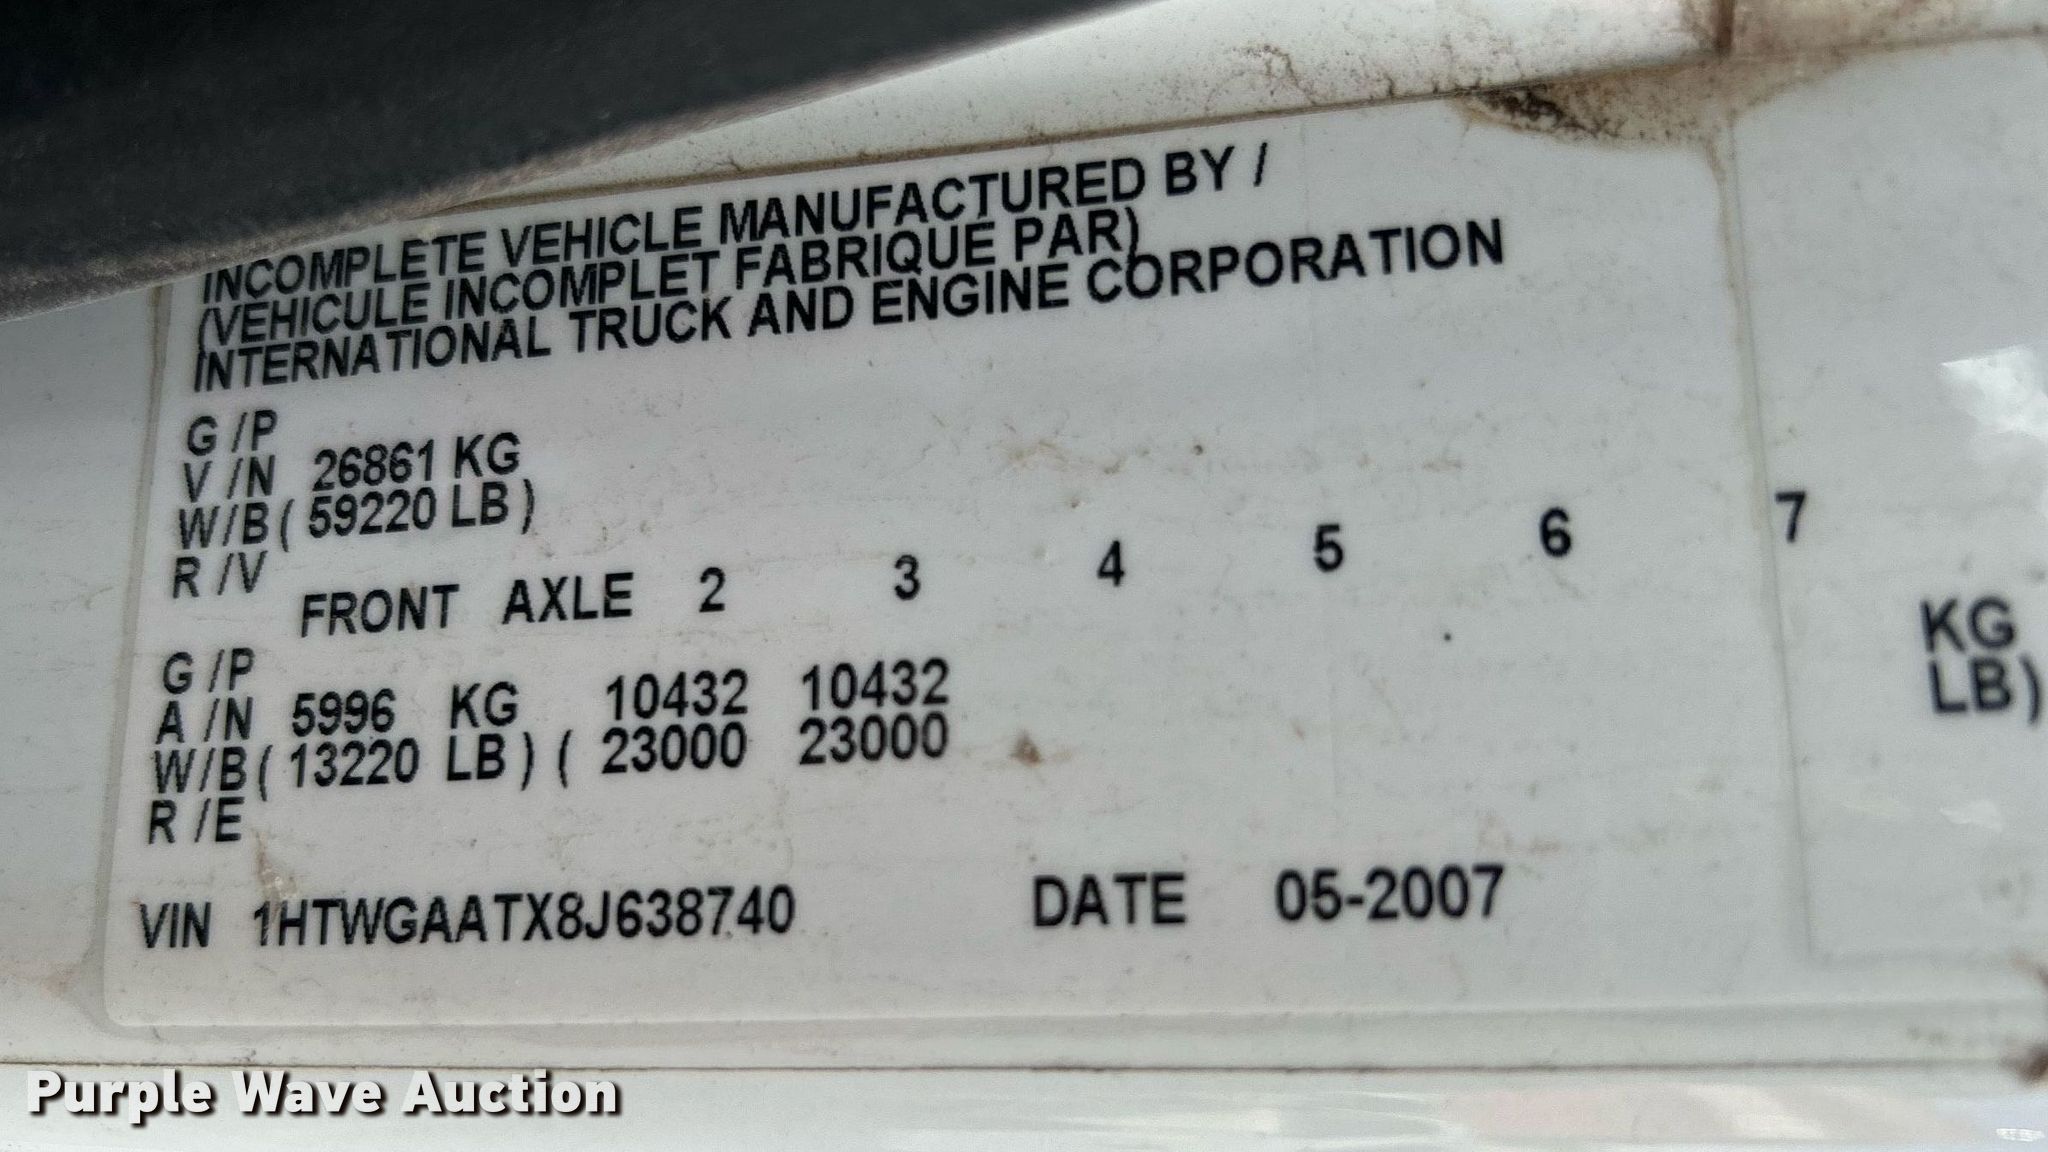 INCOMPLETE VEHICLE MANUFACTURED BY /
(VEHICULE INCOMPLET FABRIQUÉ PAR)
INTERNATIONAL TRUCK AND ENGINE CORPORATION
G /P
V /N 26861 KG
W/B ( 59220 LB )
R /V
FRONT AXLE 2 3 4 5 6 7
G /P
A /N 5996 KG 10432 10432 KG
W/B ( 13220 LB ) ( 23000 23000 LB)
R /E
VIN 1HTWGAATX8J638740 DATE 05-2007
Purple Wave Auction